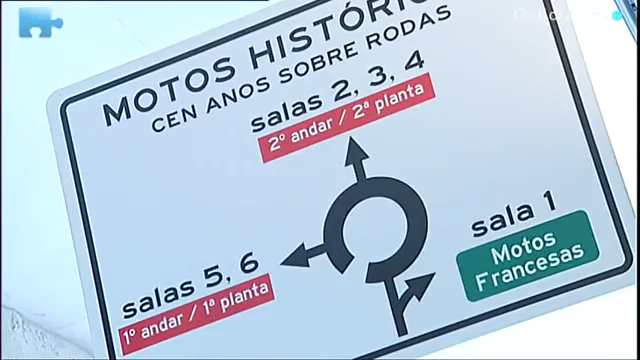 MOTOS HISTÓRIC
CEN ANOS SOBRE RODAS
salas 2, 3, 4
2º andar / 2ª planta
sala 1
Motos
Francesas
salas 5, 6
1º andar / 1ª planta